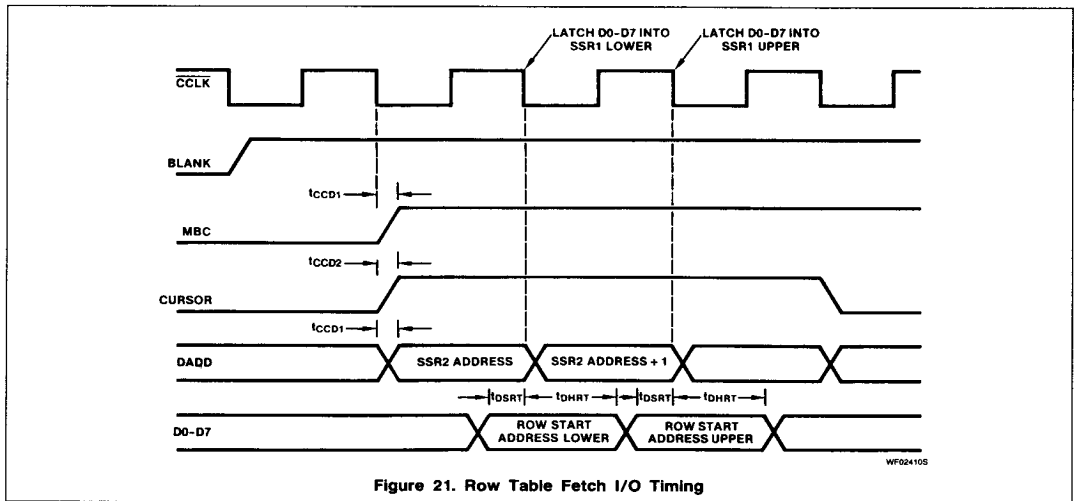 LATCH D0-D7 INTO
SSR1 LOWER
LATCH D0-D7 INTO
SSR1 UPPER
CCLK
BLANK
tCCD1
MBC
tCCD2
CURSOR
tCCD1
DADD
SSR2 ADDRESS
SSR2 ADDRESS + 1
tDSRT
tDHRT
tDSRT
tDHRT
D0-D7
ROW START
ADDRESS LOWER
ROW START
ADDRESS UPPER
WF02410S
Figure 21. Row Table Fetch I/O Timing